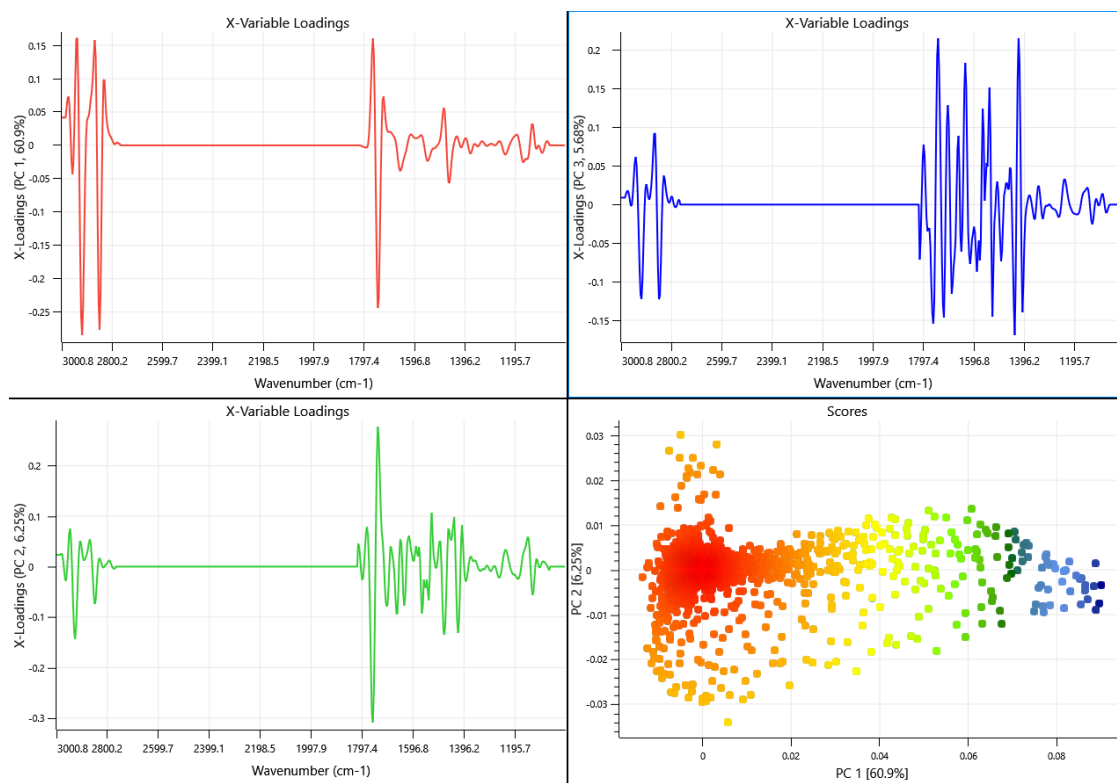 X-Variable Loadings
X-Loadings (PC 1, 60.9%)
0.15
0.1
0.05
0
-0.05
-0.1
-0.15
-0.2
-0.25
3000.8 2800.2 2599.7 2399.1 2198.5 1997.9 1797.4 1596.8 1396.2 1195.7
Wavenumber (cm-1)
X-Variable Loadings
X-Loadings (PC 3, 5.68%)
0.2
0.15
0.1
0.05
0
-0.05
-0.1
-0.15
3000.8 2800.2 2599.7 2399.1 2198.5 1997.9 1797.4 1596.8 1396.2 1195.7
Wavenumber (cm-1)
X-Variable Loadings
X-Loadings (PC 2, 6.25%)
0.2
0.1
0
-0.1
-0.2
-0.3
3000.8 2800.2 2599.7 2399.1 2198.5 1997.9 1797.4 1596.8 1396.2 1195.7
Wavenumber (cm-1)
Scores
PC 2 [6.25%]
0.03
0.02
0.01
0
-0.01
-0.02
-0.03
0 0.02 0.04 0.06 0.08
PC 1 [60.9%]